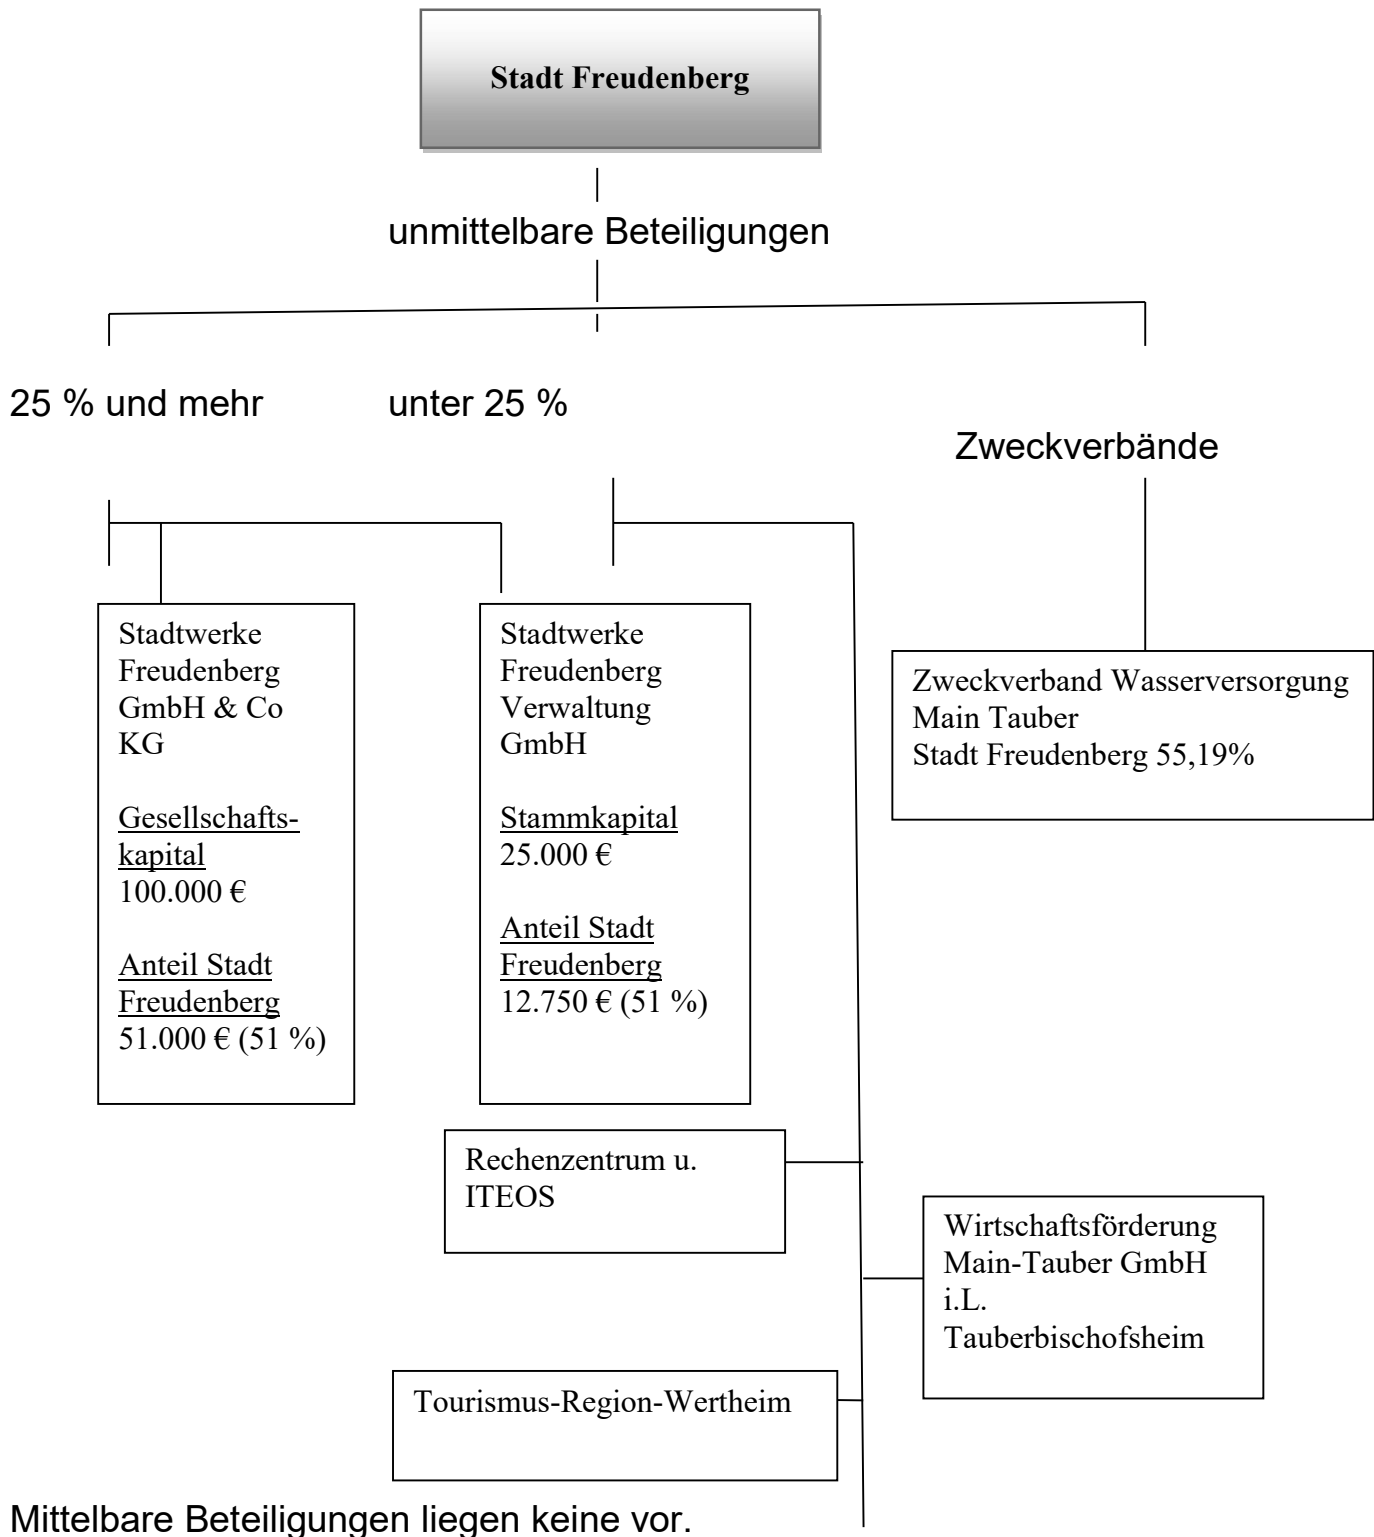 Stadt Freudenberg
unmittelbare Beteiligungen
25 % und mehr
unter 25 %
Zweckverbände
Stadtwerke
Freudenberg
GmbH & Co
KG
Gesellschafts-
kapital
100.000 €
Anteil Stadt
Freudenberg
51.000 € (51 %)
Stadtwerke
Freudenberg
Verwaltung
GmbH
Stammkapital
25.000 €
Anteil Stadt
Freudenberg
12.750 € (51 %)
Zweckverband Wasserversorgung
Main Tauber
Stadt Freudenberg 55,19%
Rechenzentrum u.
ITEOS
Wirtschaftsförderung
Main-Tauber GmbH
i.L.
Tauberbischofsheim
Tourismus-Region-Wertheim
Mittelbare Beteiligungen liegen keine vor.